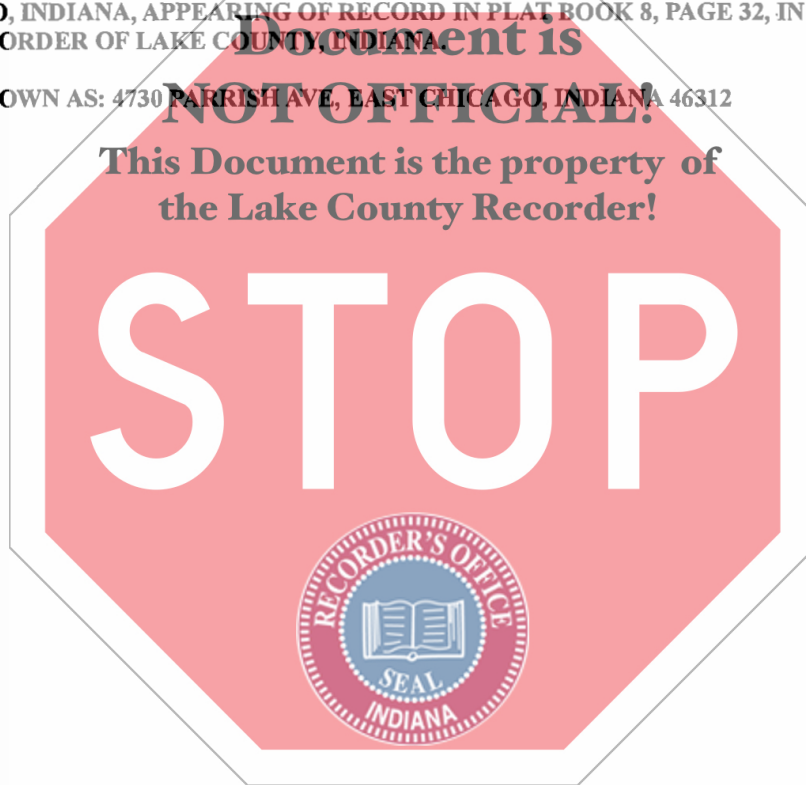 , INDIANA, APPEARING OF RECORD IN PLAT BOOK 8, PAGE 32, IN
ORDER OF LAKE COUNTY, INDIANA.
Document is
OWN AS: 4730 PARRISH AVE, EAST CHICAGO, INDIANA 46312
NOT OFFICIAL!
This Document is the property of
the Lake County Recorder!
STOP
RECORDER'S OFFICE
SEAL
INDIANA